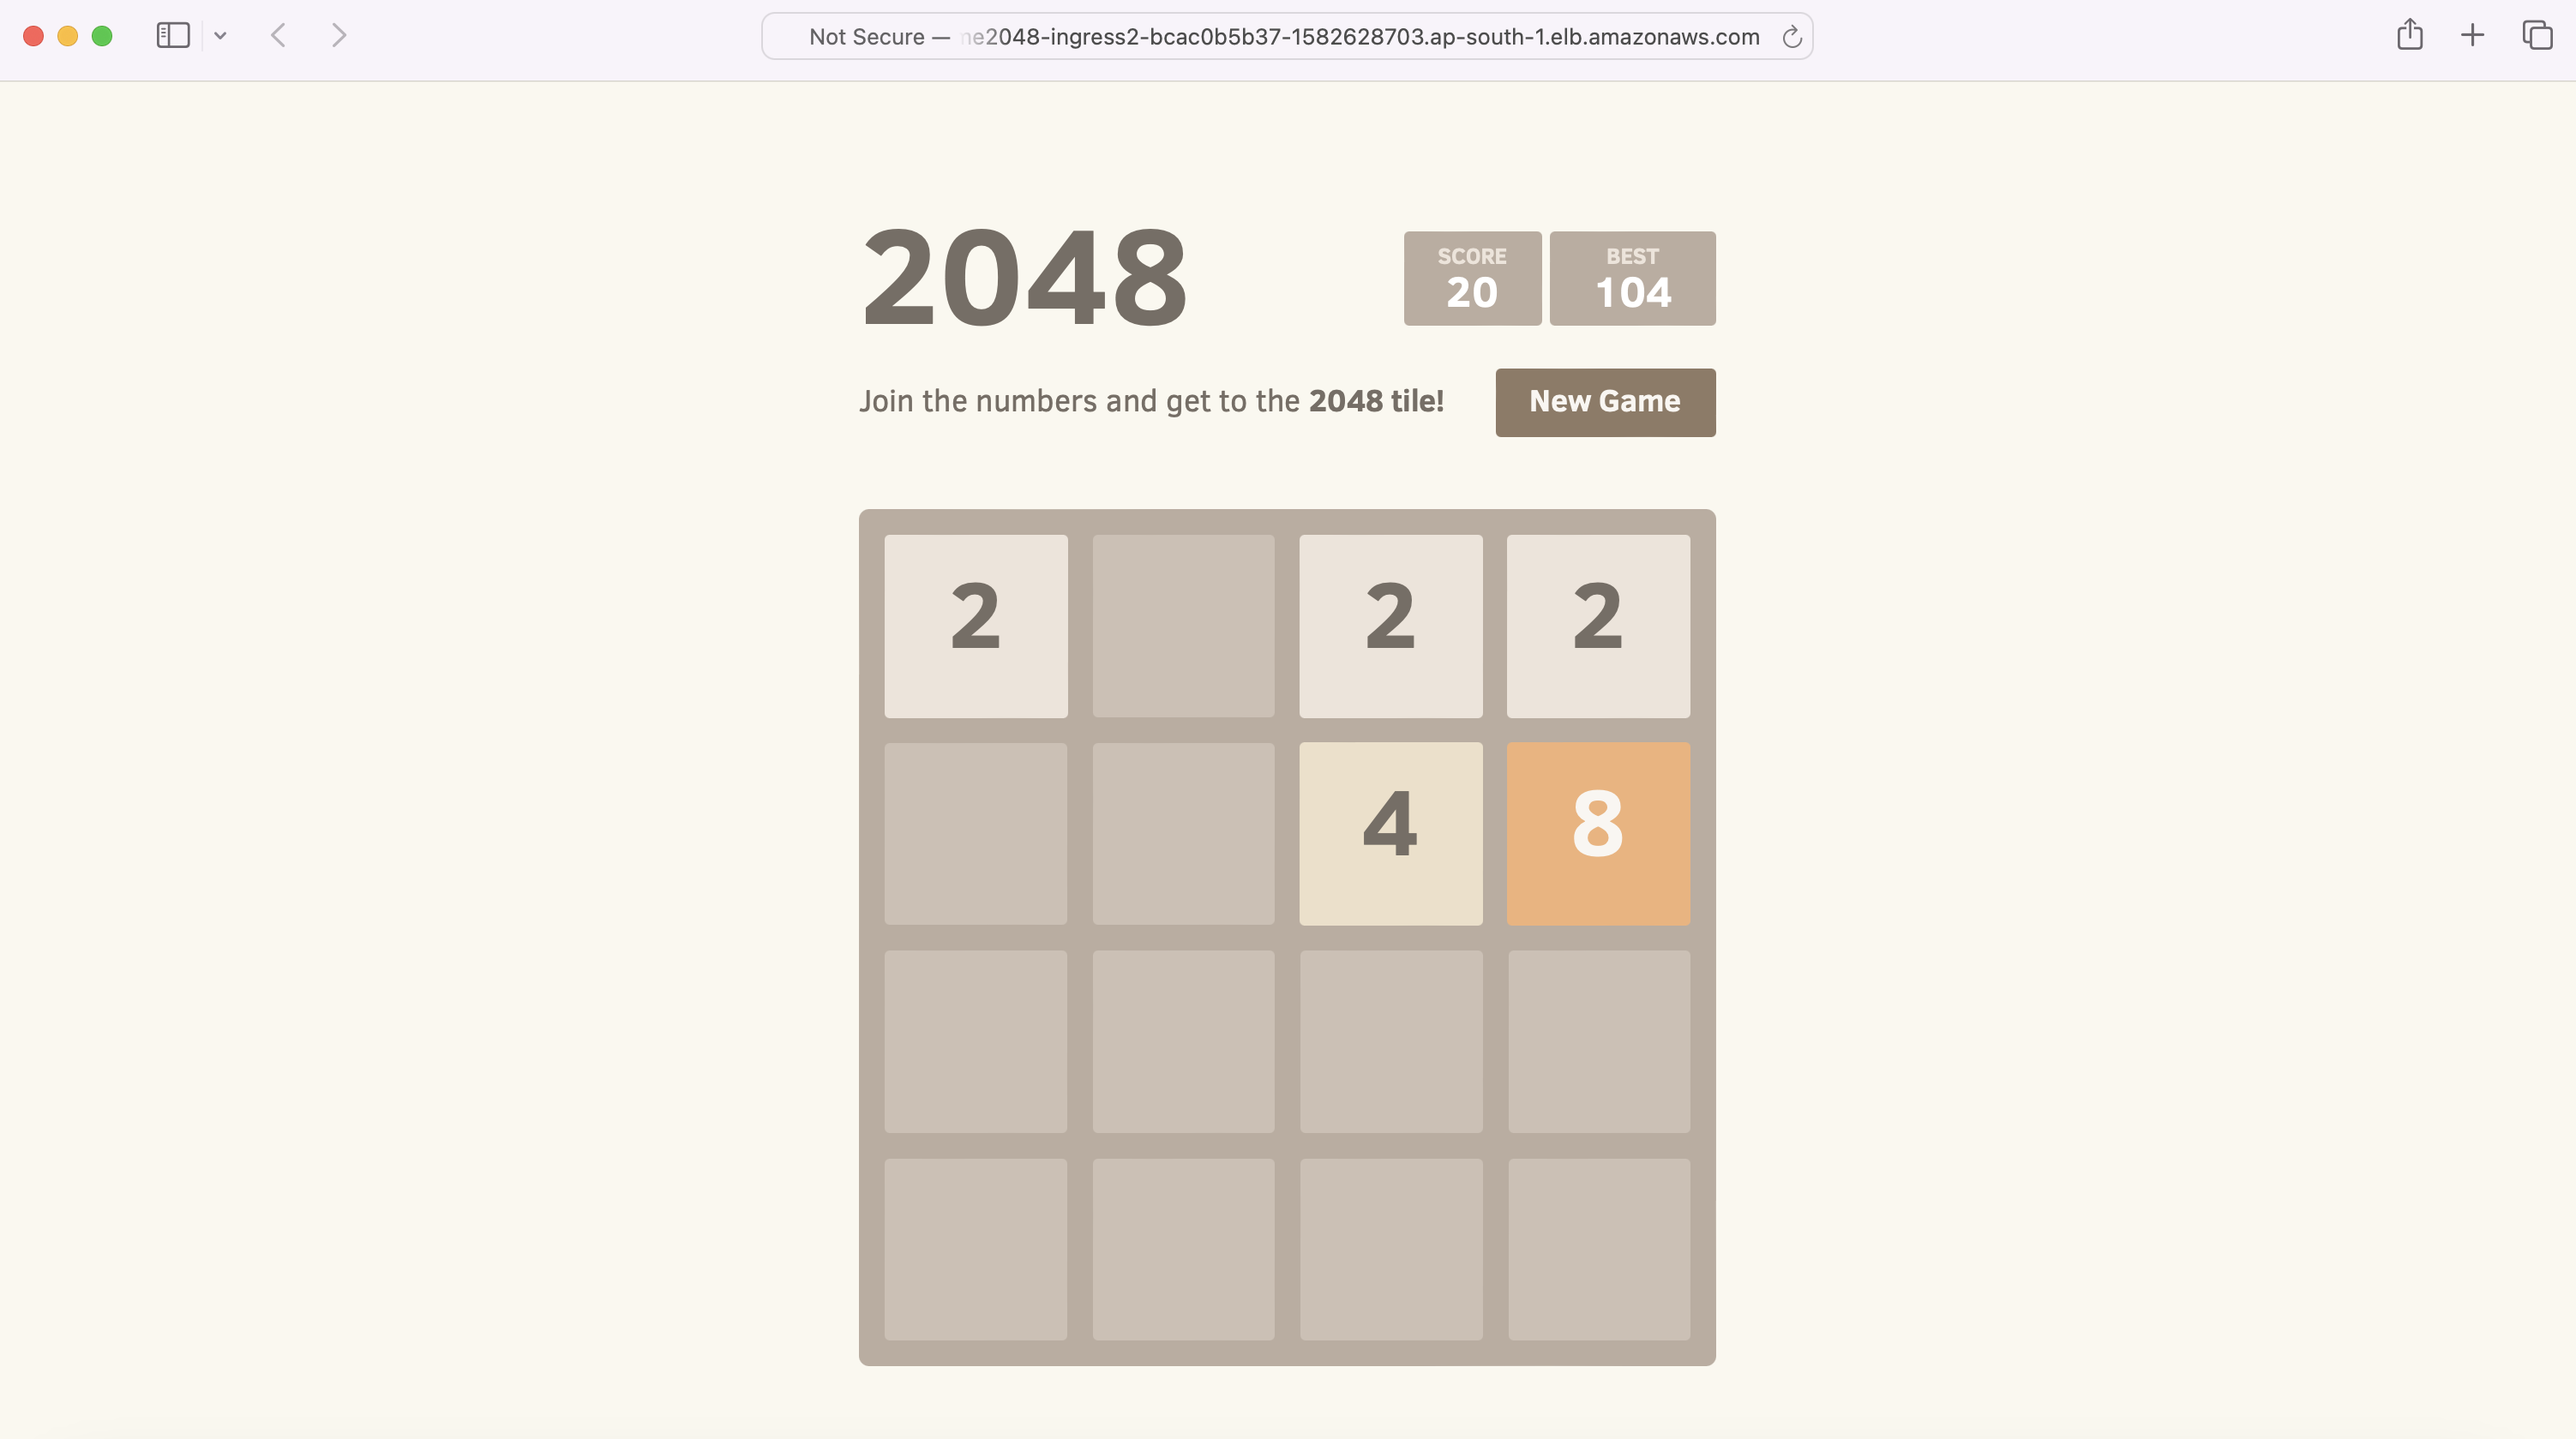 Not Secure — ne2048-ingress2-bcac0b5b37-1582628703.ap-south-1.elb.amazonaws.com
2048
SCORE BEST
20 104
Join the numbers and get to the 2048 tile!
New Game
2 2 2
4 8